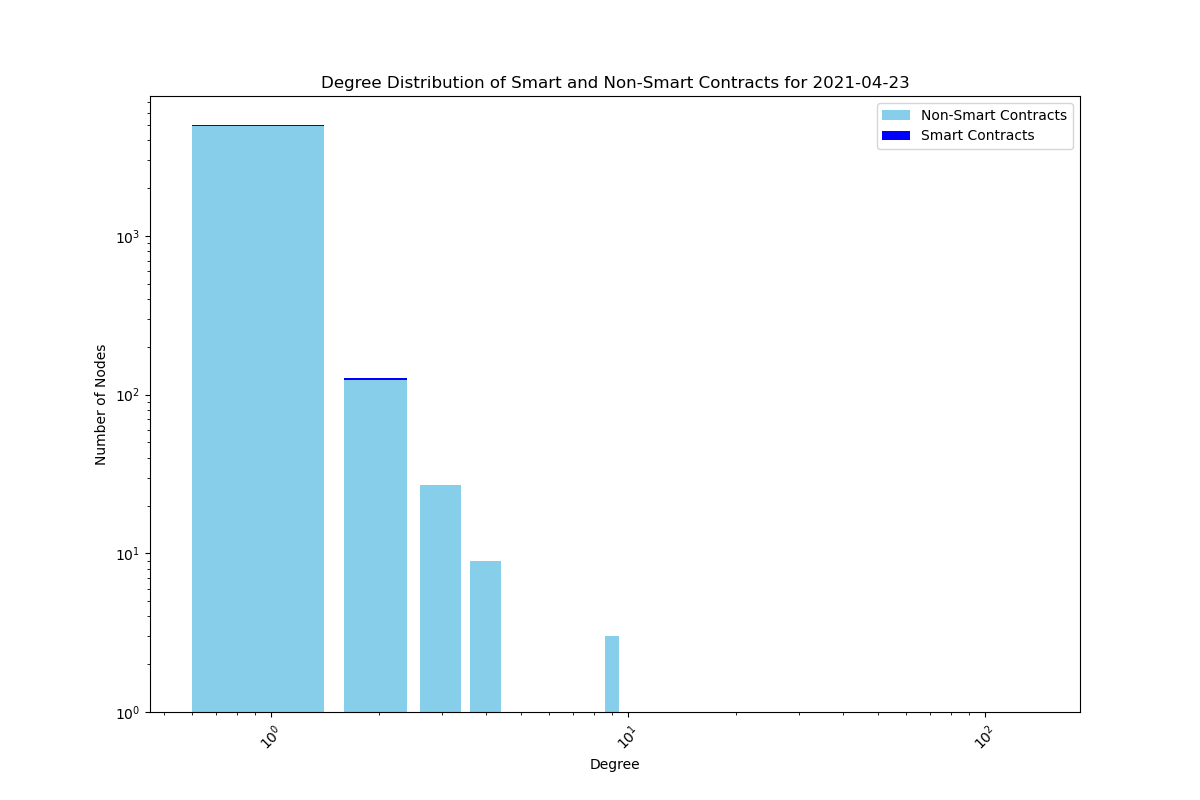 Degree Distribution of Smart and Non-Smart Contracts for 2021-04-23
Non-Smart Contracts
Smart Contracts
Number of Nodes
10³
10²
10¹
10⁰
10⁰ 10¹ 10²
Degree